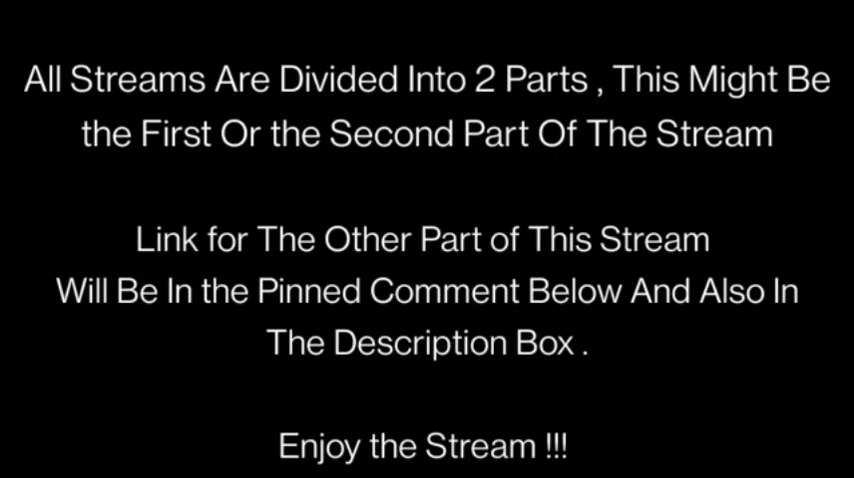 All Streams Are Divided Into 2 Parts , This Might Be
the First Or the Second Part Of The Stream
Link for The Other Part of This Stream
Will Be In the Pinned Comment Below And Also In
The Description Box .
Enjoy the Stream !!!